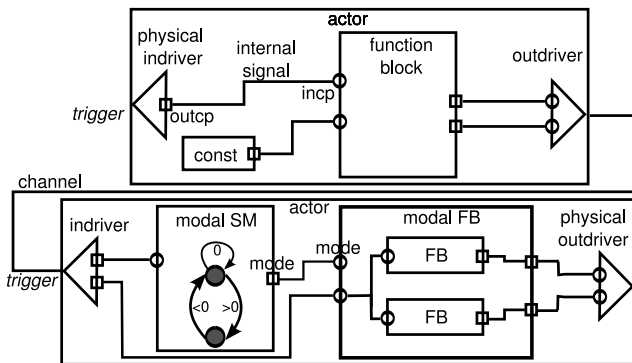 actor
physical
indriver
internal
signal
function
block
outdriver
trigger
outcp
incp
const
channel
actor
indriver
modal SM
modal FB
physical
outdriver
0
mode
mode
FB
trigger
<0 >0
FB